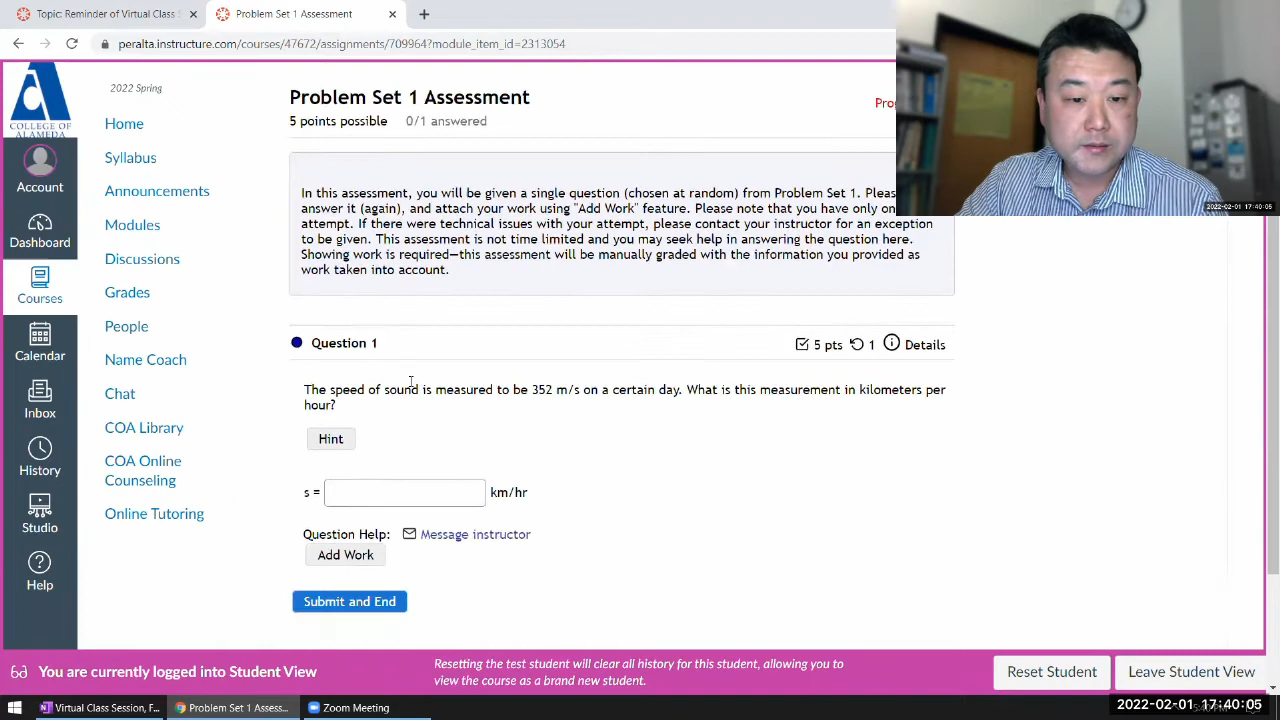 Topic: Reminder of Virtual Class
Problem Set 1 Assessment
peralta.instructure.com/courses/47672/assignments/709964?module_item_id=2313054
COLLEGE OF
ALAMEDA
Account
Dashboard
Courses
Calendar
Inbox
History
Studio
Help
2022 Spring
Home
Syllabus
Announcements
Modules
Discussions
Grades
People
Name Coach
Chat
COA Library
COA Online
Counseling
Online Tutoring
Problem Set 1 Assessment
5 points possible 0/1 answered
Pro
In this assessment, you will be given a single question (chosen at random) from Problem Set 1. Plea
answer it (again), and attach your work using "Add Work" feature. Please note that you have only on
attempt. If there were technical issues with your attempt, please contact your instructor for an exception
to be given. This assessment is not time limited and you may seek help in answering the question here.
Showing work is required—this assessment will be manually graded with the information you provided as
work taken into account.
Question 1
5 pts 1 Details
The speed of sound is measured to be 352 m/s on a certain day. What is this measurement in kilometers per
hour?
Hint
s = km/hr
Question Help: Message instructor
Add Work
Submit and End
2022-02-01 17:40:05
You are currently logged into Student View
Resetting the test student will clear all history for this student, allowing you to
view the course as a brand new student.
Reset Student
Leave Student View
Virtual Class Session, F...
Problem Set 1 Assess...
Zoom Meeting
2022-02-01 17:40:05